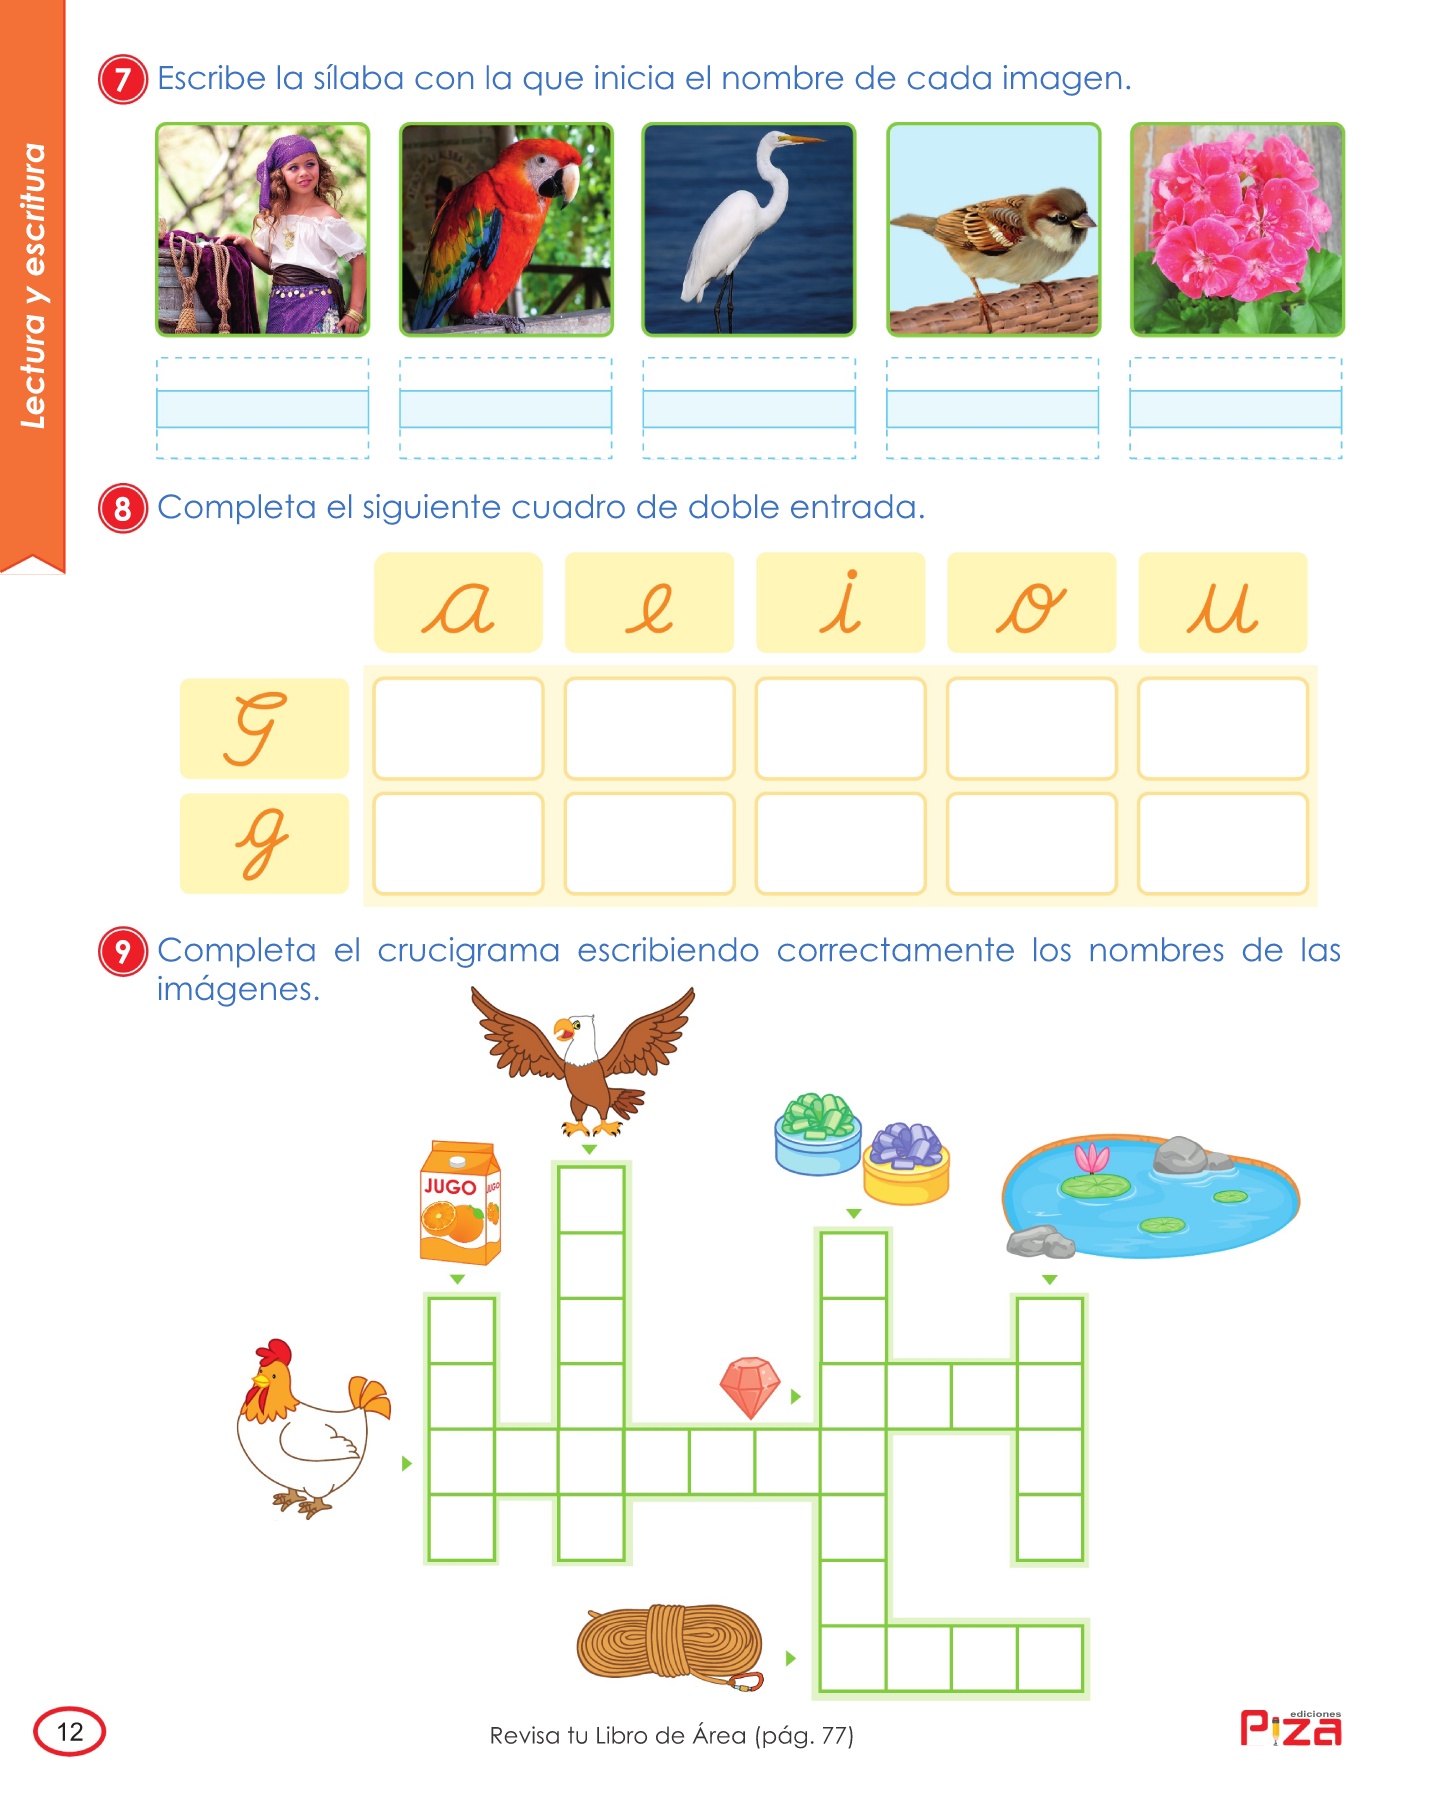 Lectura y escritura
7 Escribe la sílaba con la que inicia el nombre de cada imagen.
8 Completa el siguiente cuadro de doble entrada.
a e i o u
G
g
9 Completa el crucigrama escribiendo correctamente los nombres de las
imágenes.
JUGO JUGO
12
Revisa tu Libro de Área (pág. 77)
ediciones
Piza